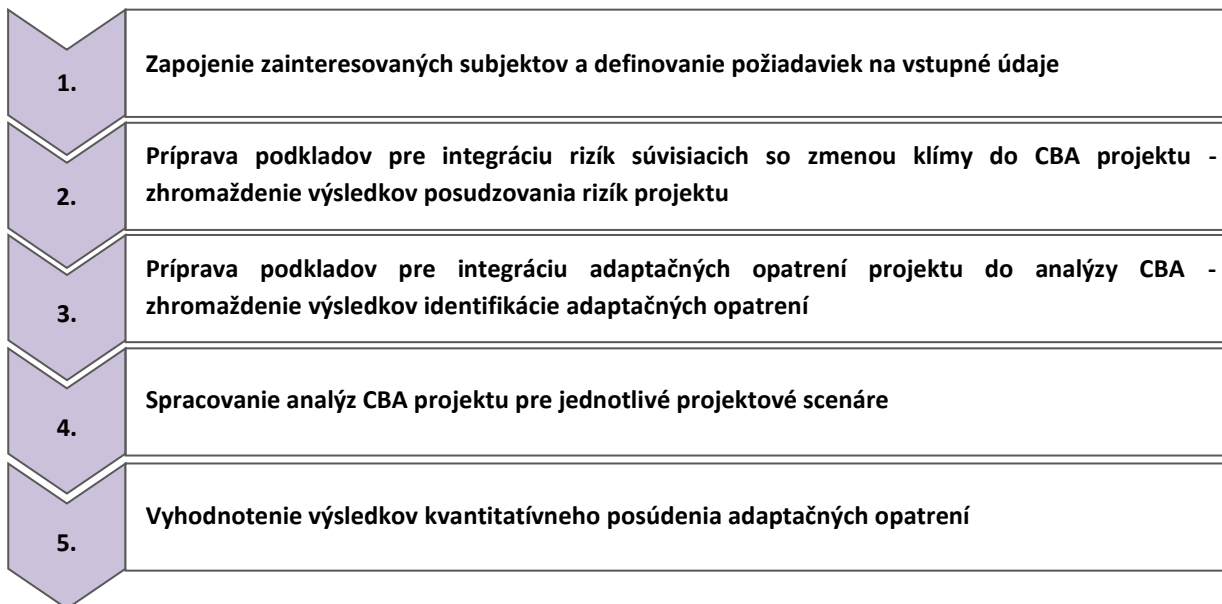 1.
Zapojenie zainteresovaných subjektov a definovanie požiadaviek na vstupné údaje
2.
Príprava podkladov pre integráciu rizík súvisiacich so zmenou klímy do CBA projektu -
zhromaždenie výsledkov posudzovania rizík projektu
3.
Príprava podkladov pre integráciu adaptačných opatrení projektu do analýzy CBA -
zhromaždenie výsledkov identifikácie adaptačných opatrení
4.
Spracovanie analýz CBA projektu pre jednotlivé projektové scenáre
5.
Vyhodnotenie výsledkov kvantitatívneho posúdenia adaptačných opatrení